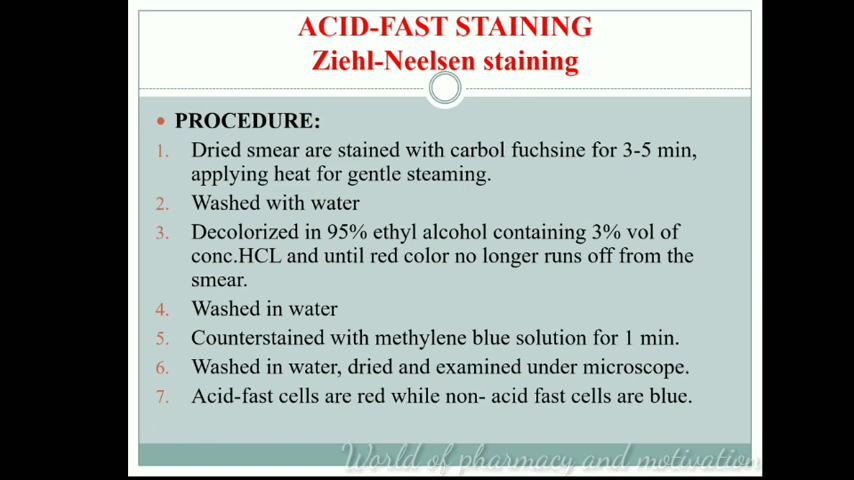 ACID-FAST STAINING
Ziehl-Neelsen staining
• PROCEDURE:
1. Dried smear are stained with carbol fuchsine for 3-5 min,
applying heat for gentle steaming.
2. Washed with water
3. Decolorized in 95% ethyl alcohol containing 3% vol of
conc.HCL and until red color no longer runs off from the
smear.
4. Washed in water
5. Counterstained with methylene blue solution for 1 min.
6. Washed in water, dried and examined under microscope.
7. Acid-fast cells are red while non- acid fast cells are blue.
World of pharmacy and motivation